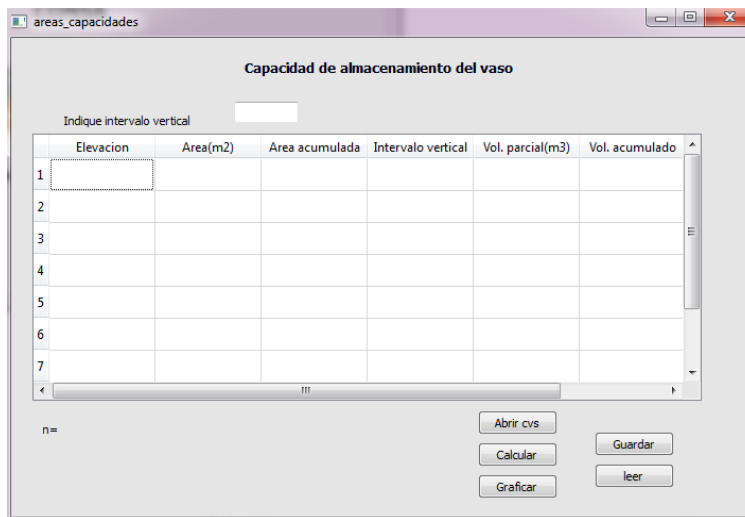 areas_capacidades
Capacidad de almacenamiento del vaso
Indique intervalo vertical
Elevacion Area(m2) Area acumulada Intervalo vertical Vol. parcial(m3) Vol. acumulado
1
2
3
4
5
6
7
n=
Abrir cvs
Calcular
Graficar
Guardar
leer